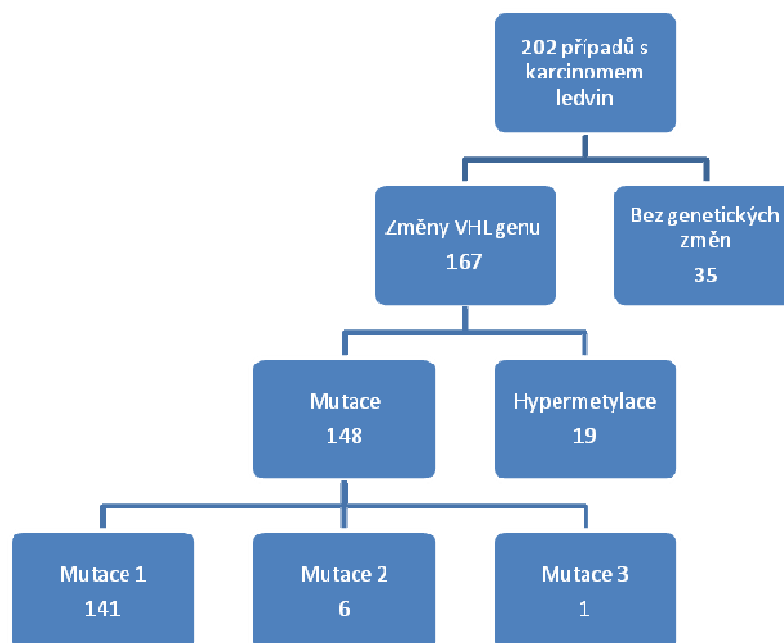 202 případů s
karcinomem
ledvin
Změny VHL genu
167
Bez genetických
změn
35
Mutace
148
Hypermetylace
19
Mutace 1
141
Mutace 2
6
Mutace 3
1